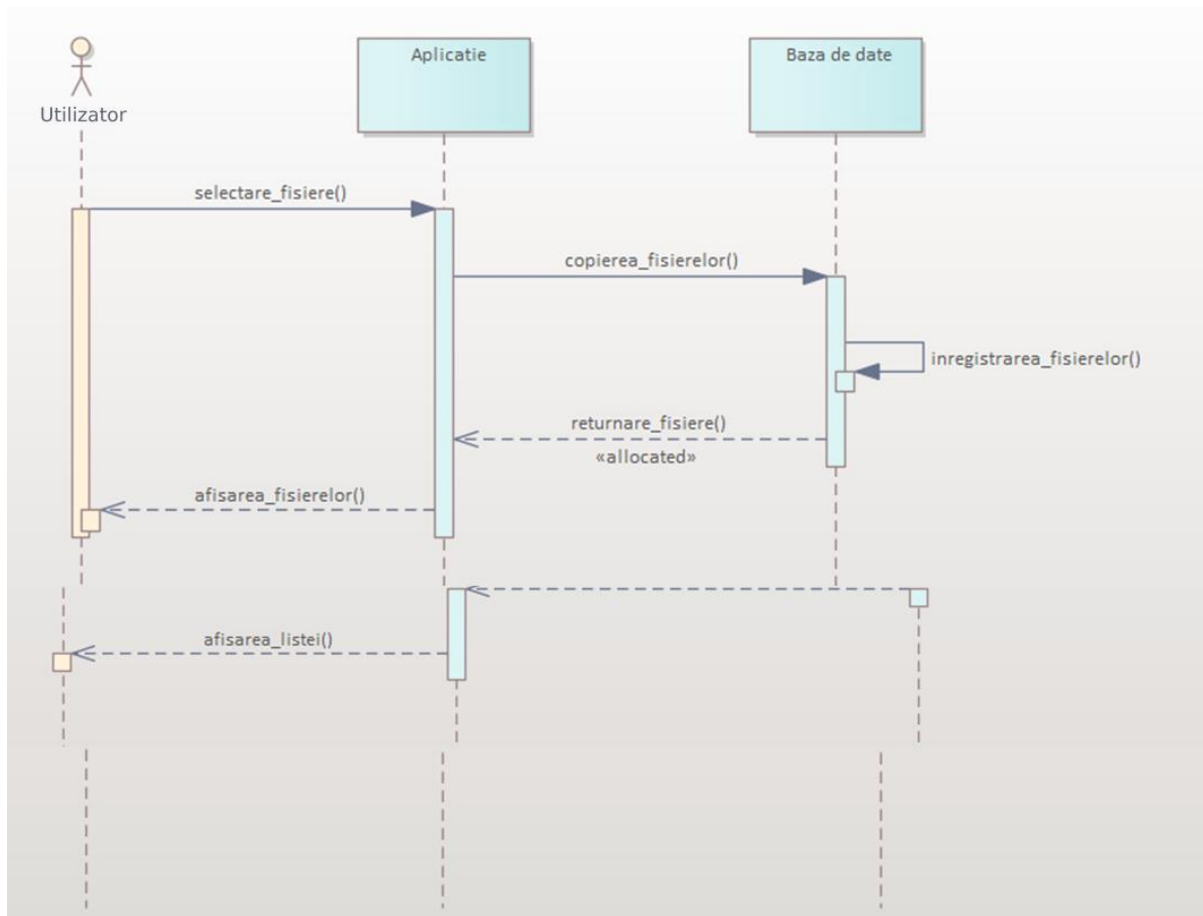 Aplicatie
Baza de date
Utilizator
selectare_fisiere()
copierea_fisierelor()
inregistrarea_fisierelor()
returnare_fisiere()
«allocated»
afisarea_fisierelor()
afisarea_listei()